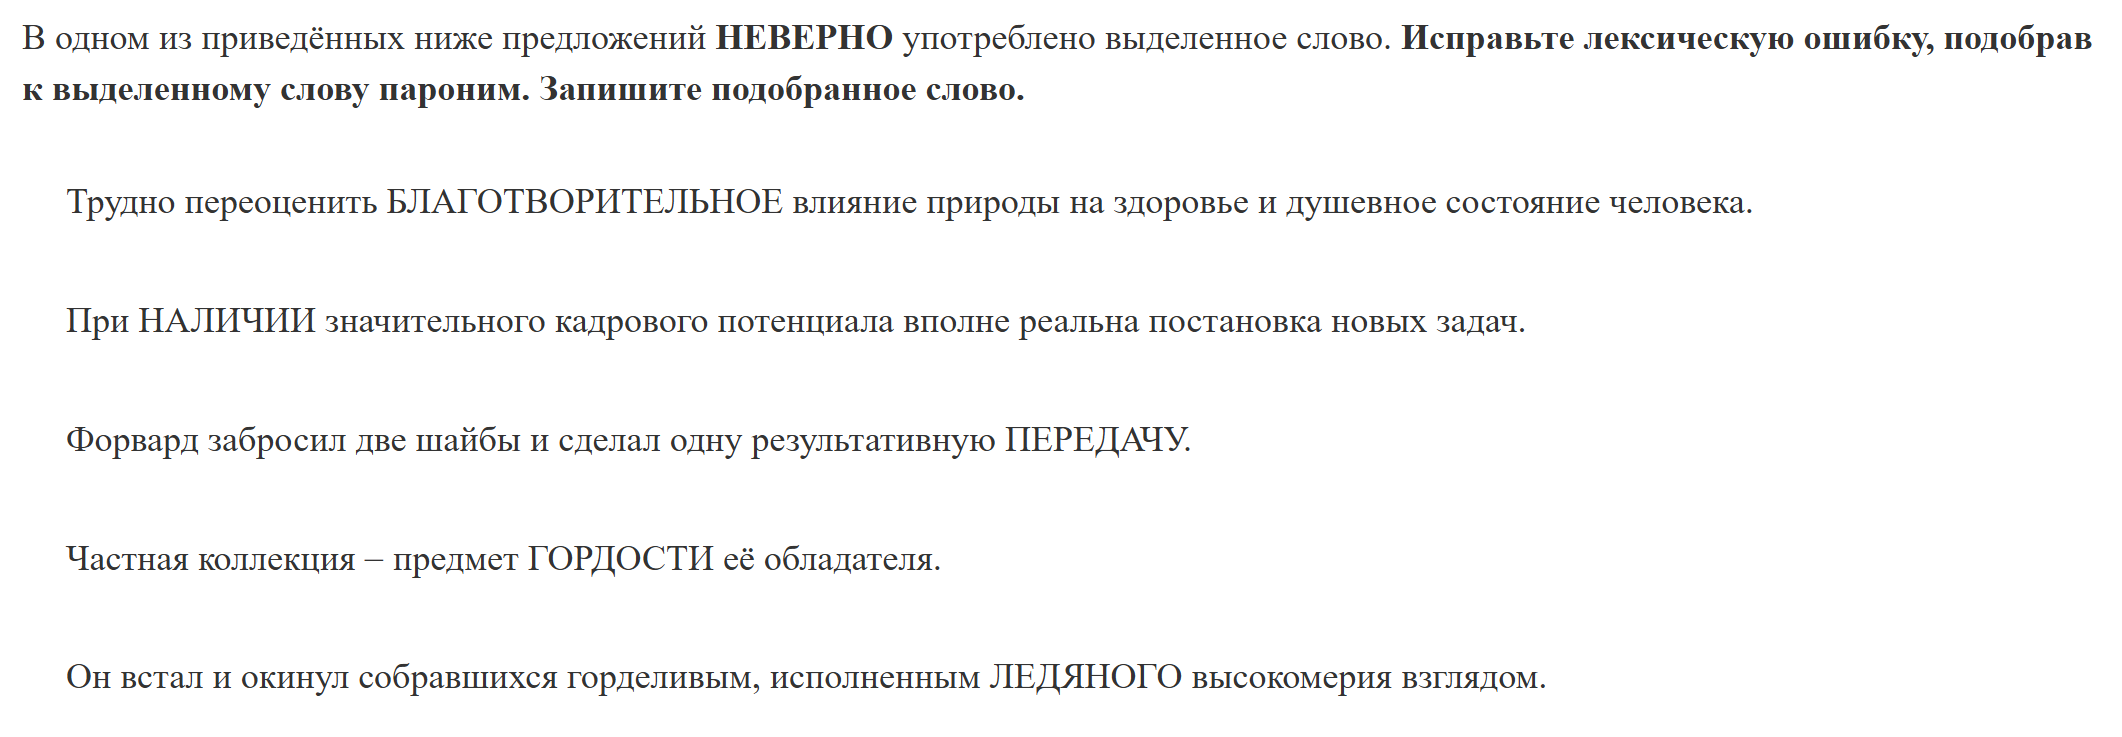 В одном из приведённых ниже предложений НЕВЕРНО употреблено выделенное слово. Исправьте лексическую ошибку, подобрав
к выделенному слову пароним. Запишите подобранное слово.
Трудно переоценить БЛАГОТВОРИТЕЛЬНОЕ влияние природы на здоровье и душевное состояние человека.
При НАЛИЧИИ значительного кадрового потенциала вполне реальна постановка новых задач.
Форвард забросил две шайбы и сделал одну результативную ПЕРЕДАЧУ.
Частная коллекция – предмет ГОРДОСТИ её обладателя.
Он встал и окинул собравшихся горделивым, исполненным ЛЕДЯНОГО высокомерия взглядом.